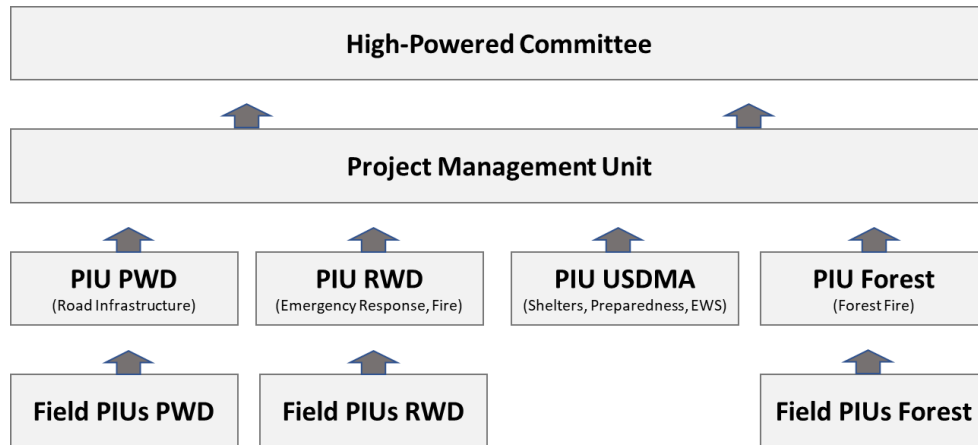 High-Powered Committee
Project Management Unit
PIU PWD
(Road Infrastructure)
PIU RWD
(Emergency Response, Fire)
PIU USDMA
(Shelters, Preparedness, EWS)
PIU Forest
(Forest Fire)
Field PIUs PWD
Field PIUs RWD
Field PIUs Forest